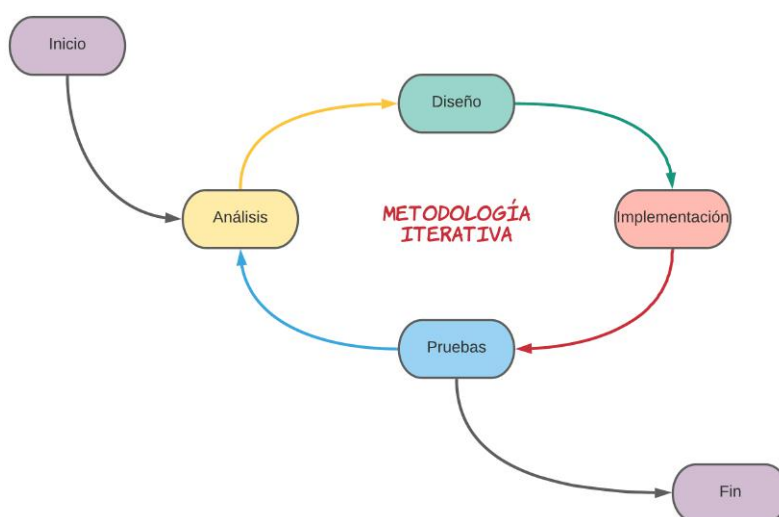 Inicio
Diseño
Análisis
METODOLOGÍA
ITERATIVA
Implementación
Pruebas
Fin